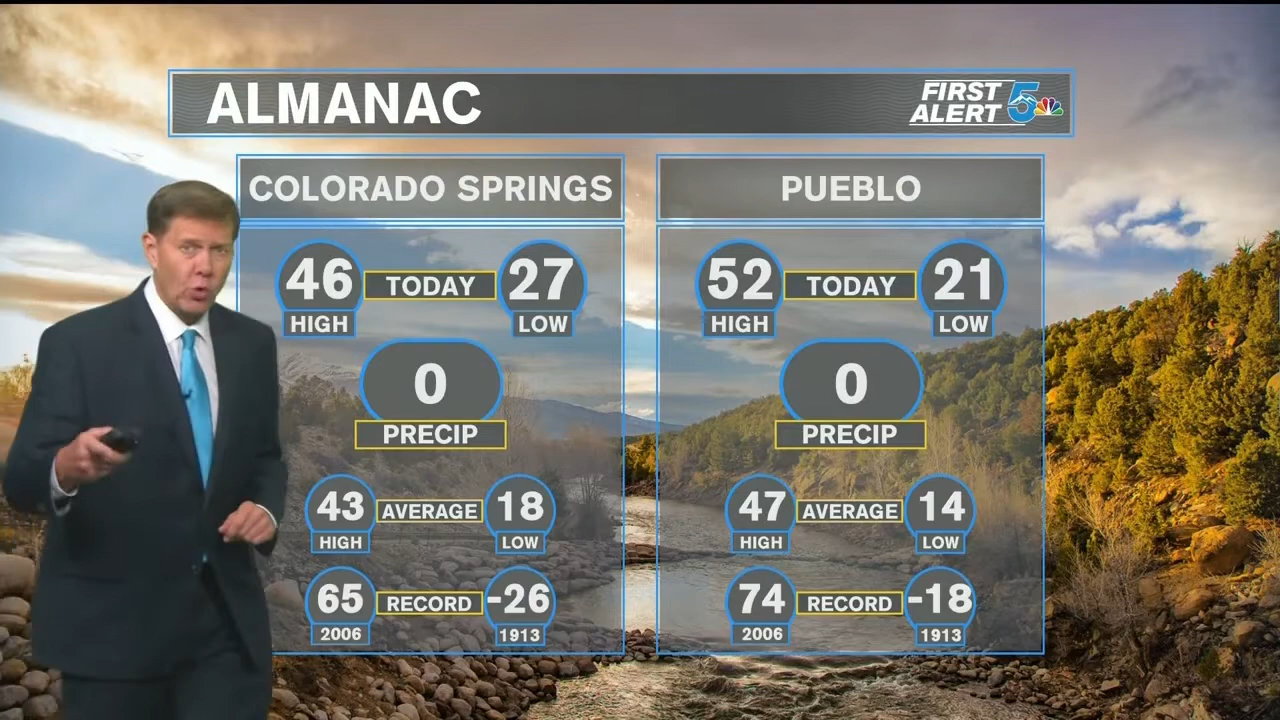 ALMANAC
FIRST
ALERT 5
COLORADO SPRINGS
46 TODAY 27
HIGH LOW
0
PRECIP
43 AVERAGE 18
HIGH LOW
65 RECORD -26
2006 1913
PUEBLO
52 TODAY 21
HIGH LOW
0
PRECIP
47 AVERAGE 14
HIGH LOW
74 RECORD -18
2006 1913